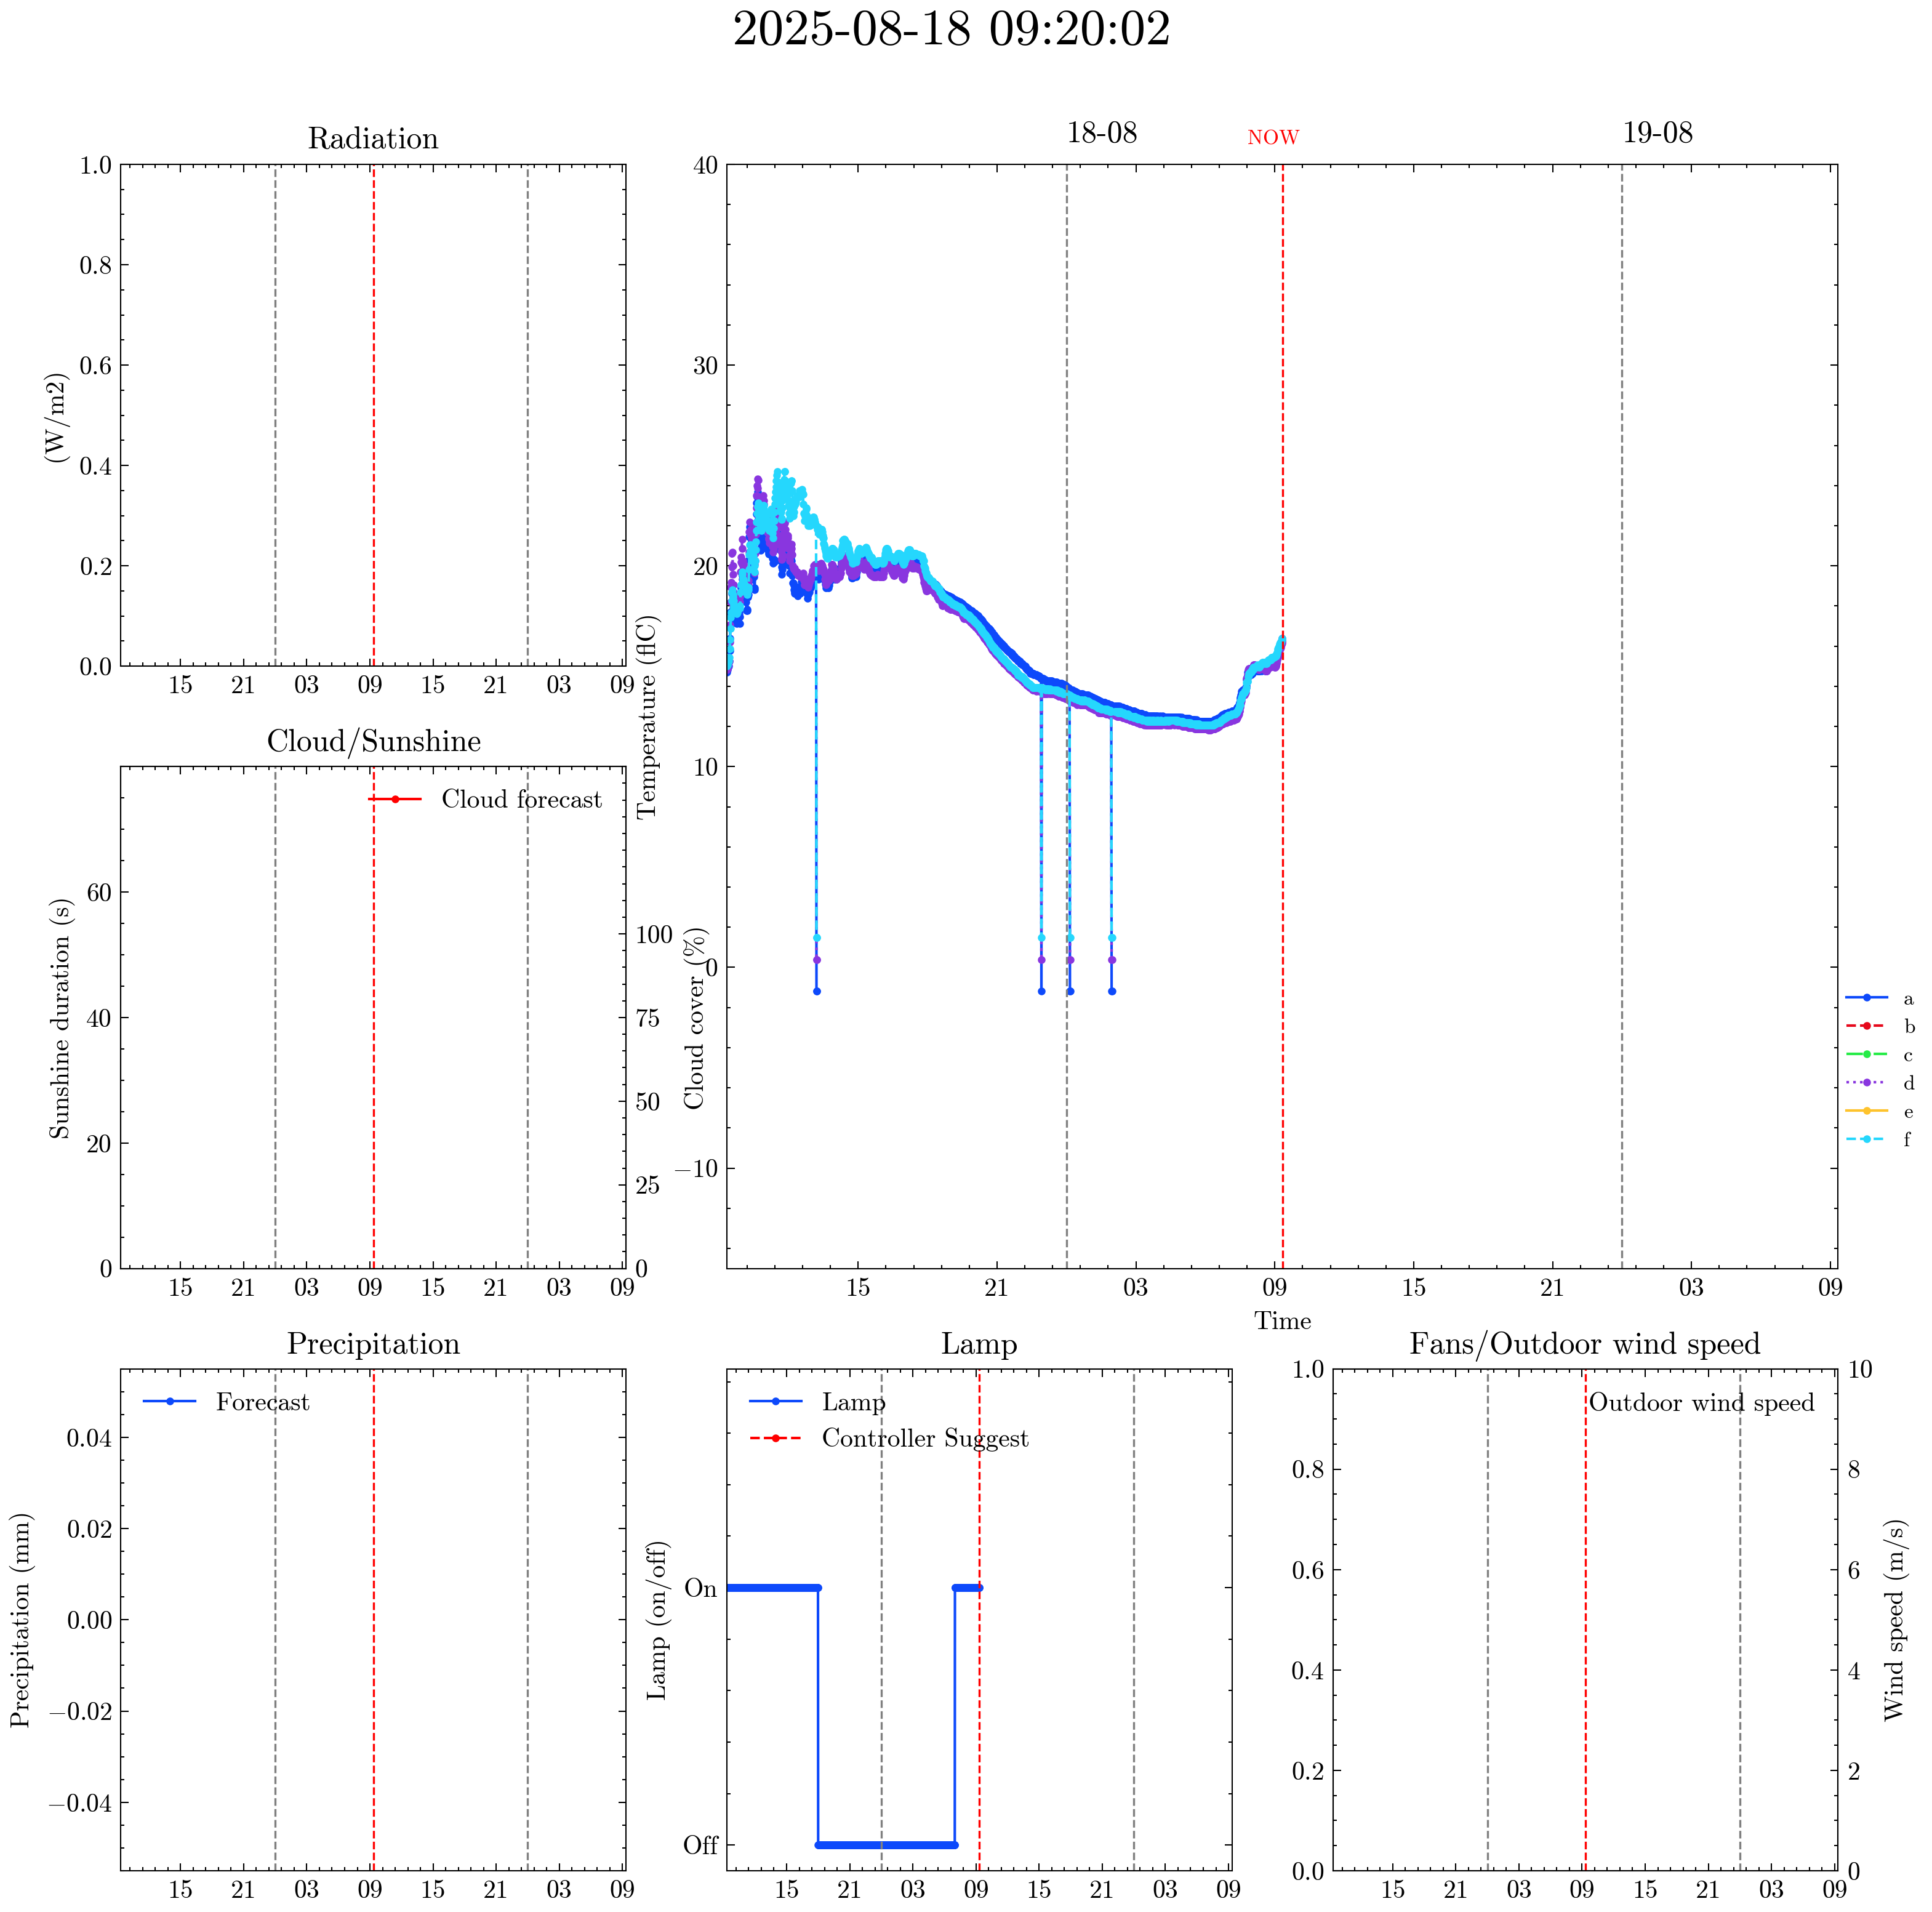 2025-08-18 09:20:02
Radiation
1.0
0.8
0.6
0.4
0.2
0.0
(W/m2)
15 21 03 09 15 21 03 09
18-08
NOW
19-08
40
30
20
10
0
−10
Temperature (flC)
15 21 03 09 15 21 03 09
Time
a
b
c
d
e
f
Cloud/Sunshine
Cloud forecast
60
40
20
0
Sunshine duration (s)
100
75
50
25
0
Cloud cover (%)
15 21 03 09 15 21 03 09
Precipitation
Forecast
0.04
0.02
0.00
−0.02
−0.04
Precipitation (mm)
15 21 03 09 15 21 03 09
Lamp
Lamp
Controller Suggest
On
Off
Lamp (on/off)
15 21 03 09 15 21 03 09
Fans/Outdoor wind speed
Outdoor wind speed
1.0
0.8
0.6
0.4
0.2
0.0
10
8
6
4
2
0
Wind speed (m/s)
15 21 03 09 15 21 03 09